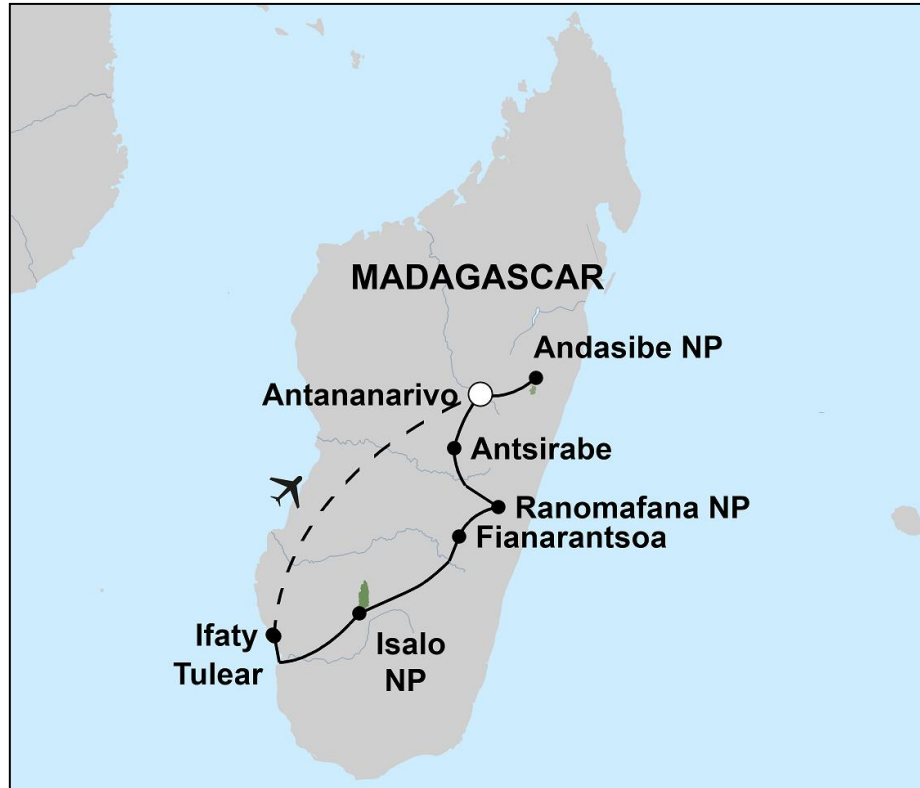 MADAGASCAR
Andasibe NP
Antananarivo
Antsirabe
Ranomafana NP
Fianarantsoa
Ifaty
Tulear
Isalo
NP